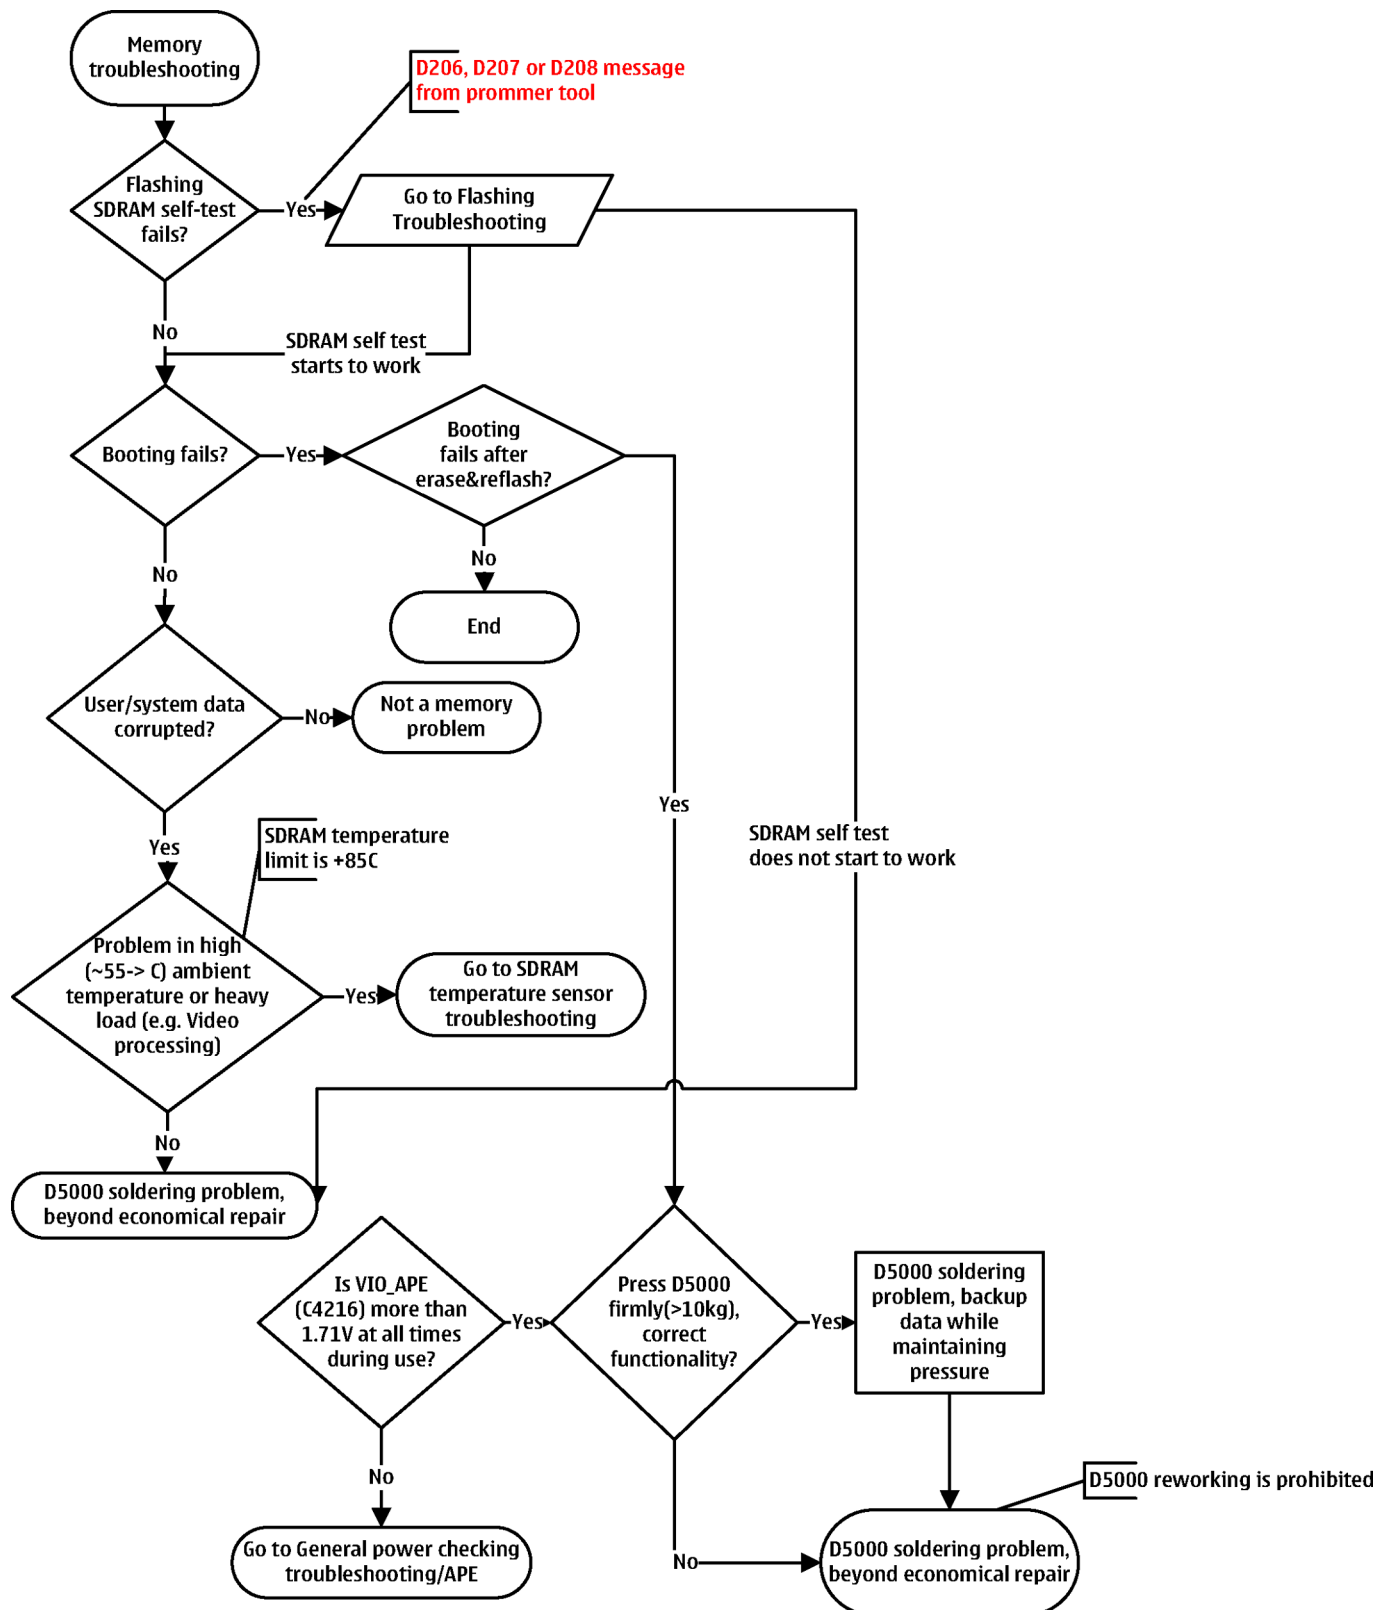 Memory
troubleshooting
D206, D207 or D208 message
from prommer tool
Flashing
SDRAM self-test
fails?
Yes
Go to Flashing
Troubleshooting
No
SDRAM self test
starts to work
Booting fails?
Yes
Booting
fails after
erase&reflash?
No
No
End
User/system data
corrupted?
No
Not a memory
problem
Yes
Yes
SDRAM temperature
limit is +85C
SDRAM self test
does not start to work
Problem in high
(~55-> C) ambient
temperature or heavy
load (e.g. Video
processing)
Yes
Go to SDRAM
temperature sensor
troubleshooting
No
D5000 soldering problem,
beyond economical repair
Is VIO_APE
(C4216) more than
1.71V at all times
during use?
Yes
Press D5000
firmly(>10kg),
correct
functionality?
Yes
D5000 soldering
problem, backup
data while
maintaining
pressure
No
D5000 reworking is prohibited
Go to General power checking
troubleshooting/APE
No
D5000 soldering problem,
beyond economical repair